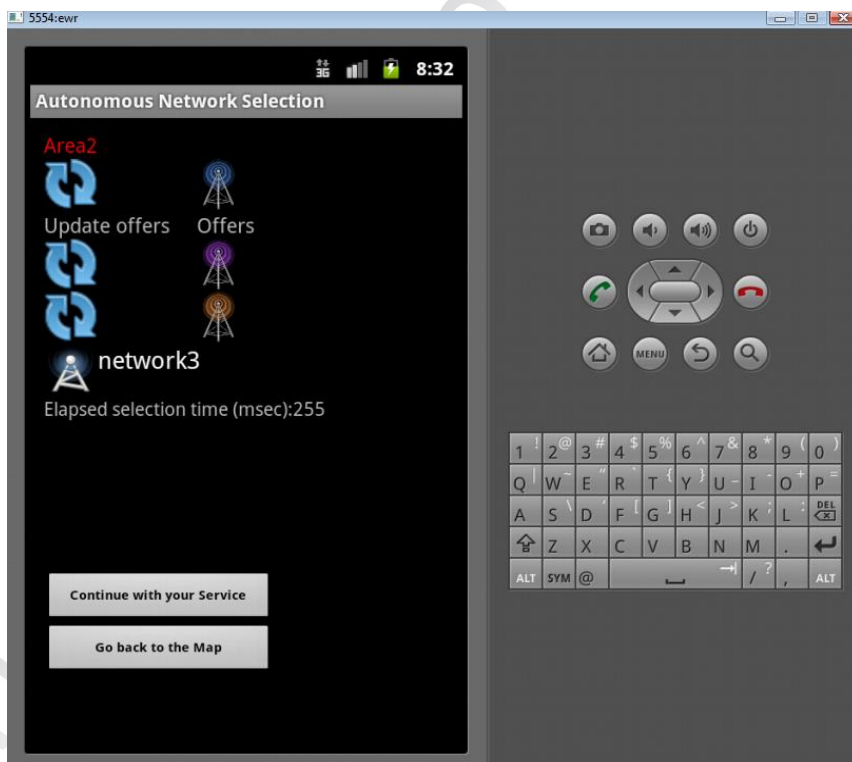 5554:ewr
3G 8:32
Autonomous Network Selection
Area2
Update offers Offers
network3
Elapsed selection time (msec):255
Continue with your Service
Go back to the Map
MENU
1 ! 2 @ 3 # 4 $ 5 % 6 ^ 7 & 8 * 9 ( 0 )
Q | W ~ E " R ` T { Y } U _ I - O + P =
A S \ D ' F [ G ] H < J > K ; L : DEL
Z X C V B N M .
ALT SYM @ / ? , ALT